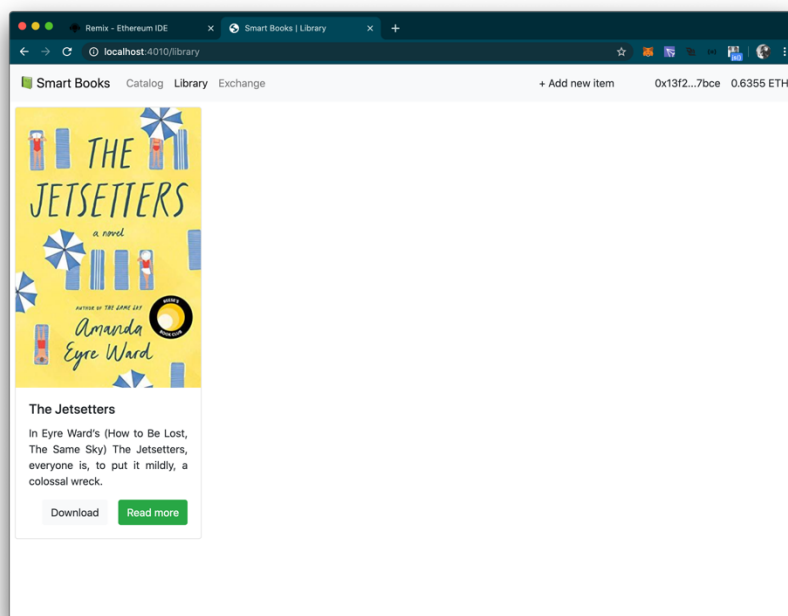 Remix - Ethereum IDE
Smart Books | Library
localhost:4010/library
Smart Books Catalog Library Exchange + Add new item 0x13f2...7bce 0.6355 ETH
THE
JETSETTERS
a novel
AUTHOR OF THE SAME SKY
REESE'S
BOOK CLUB
Amanda
Eyre Ward
The Jetsetters
In Eyre Ward's (How to Be Lost,
The Same Sky) The Jetsetters,
everyone is, to put it mildly, a
colossal wreck.
Download Read more